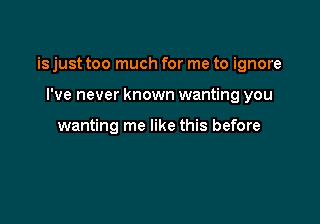 is just too much for me to ignore
I've never known wanting you
wanting me like this before